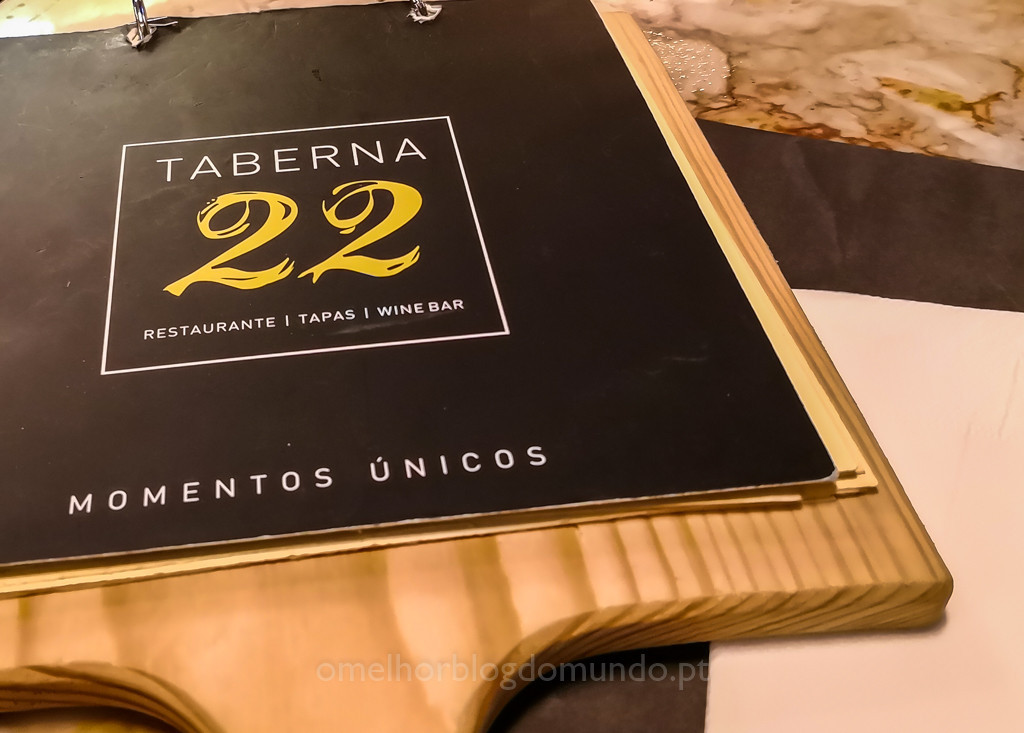 TABERNA
22
RESTAURANTE | TAPAS | WINE BAR
MOMENTOS ÚNICOS
omelhorblogdomundo.pt